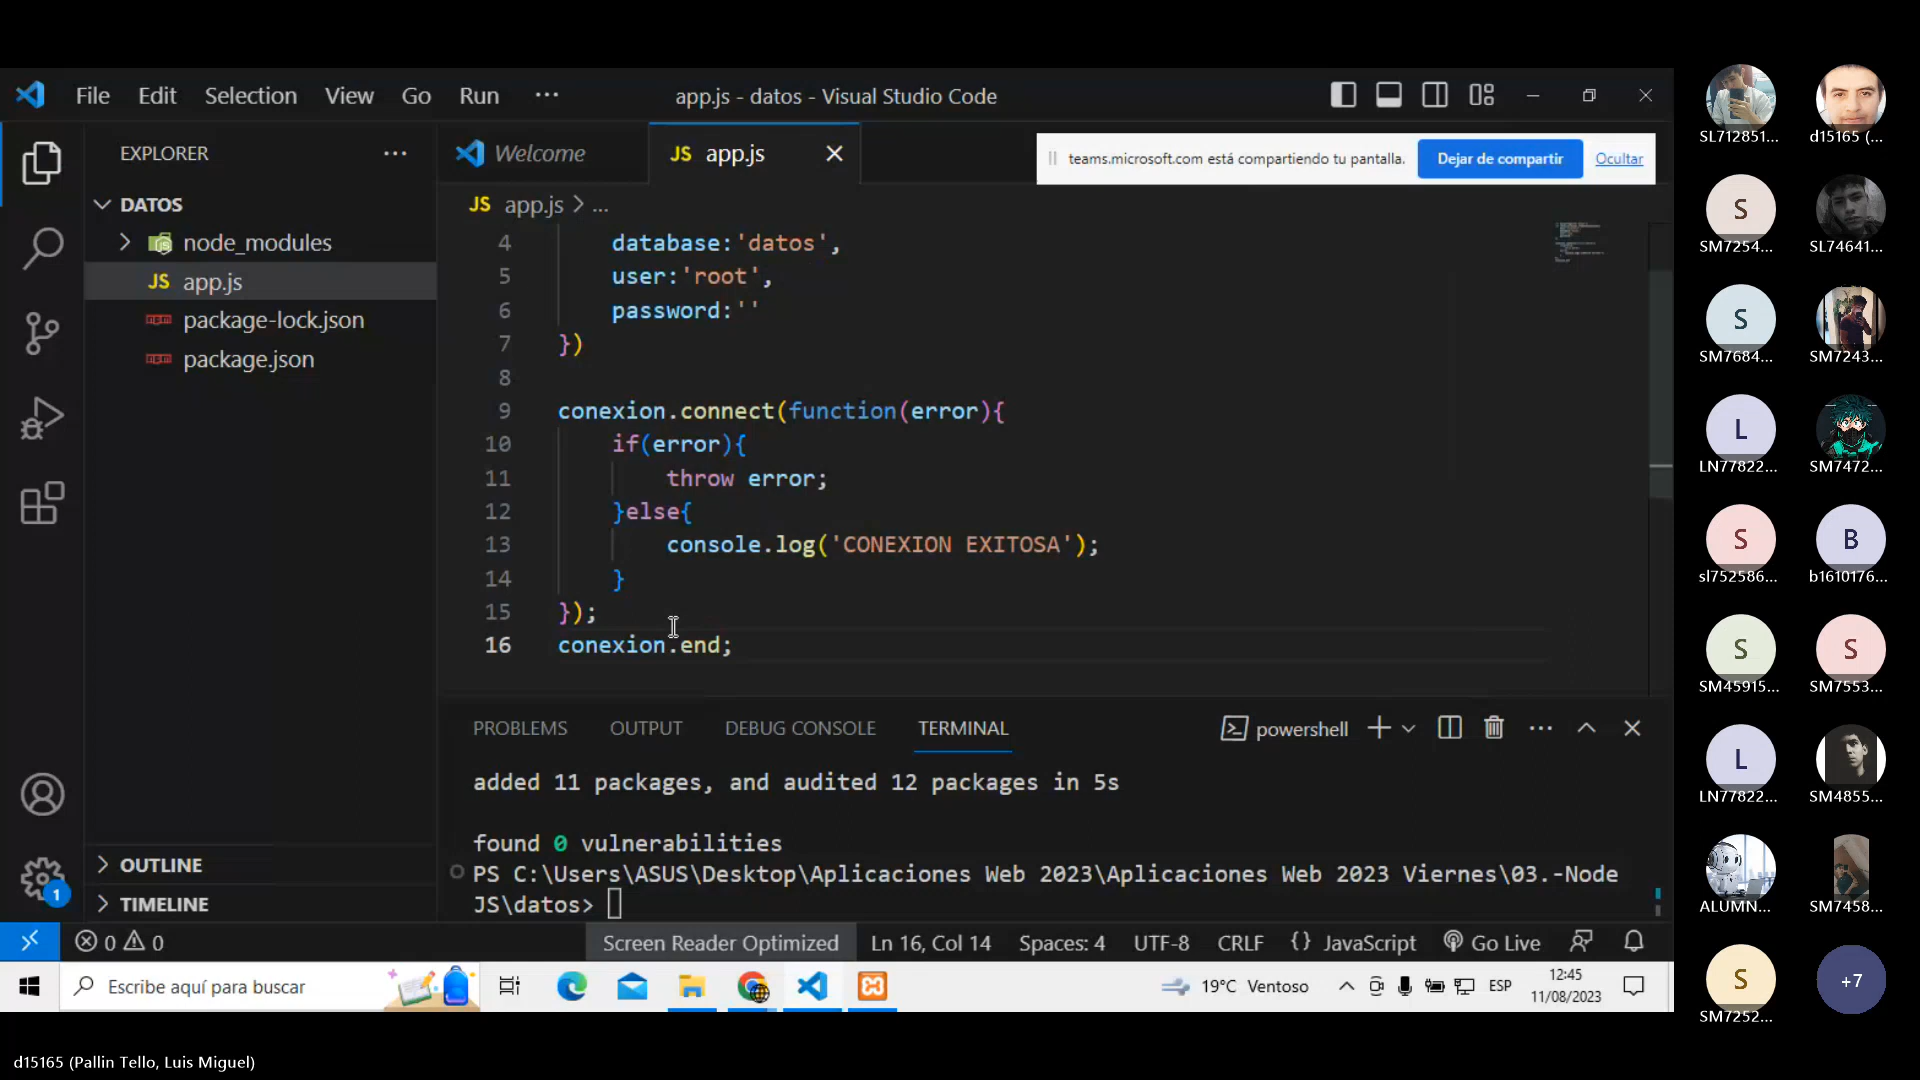 File Edit Selection View Go Run ···
app.js - datos - Visual Studio Code
EXPLORER
Welcome
JS app.js
teams.microsoft.com está compartiendo tu pantalla.
Dejar de compartir
Ocultar
DATOS
node_modules
JS app.js
package-lock.json
package.json
OUTLINE
TIMELINE
JS app.js > ...
4 database:'datos',
5 user:'root',
6 password:''
7 })
8
9 conexion.connect(function(error){
10 if(error){
11 throw error;
12 }else{
13 console.log('CONEXION EXITOSA');
14 }
15 });
16 conexion.end;
PROBLEMS OUTPUT DEBUG CONSOLE TERMINAL
powershell
added 11 packages, and audited 12 packages in 5s
found 0 vulnerabilities
PS C:\Users\ASUS\Desktop\Aplicaciones Web 2023\Aplicaciones Web 2023 Viernes\03.-Node
JS\datos>
1
0 0
Screen Reader Optimized Ln 16, Col 14 Spaces: 4 UTF-8 CRLF {} JavaScript Go Live
Escribe aquí para buscar
19°C Ventoso
ESP
12:45
11/08/2023
SL712851...
d15165 (...
S
SM7254...
SL74641...
S
SM7684...
SM7243...
L
LN77822...
SM7472...
S
sl752586...
B
b1610176...
S
SM45915...
S
SM7553...
L
LN77822...
SM4855...
ALUMN...
SM7458...
S
SM7252...
+7
d15165 (Pallin Tello, Luis Miguel)